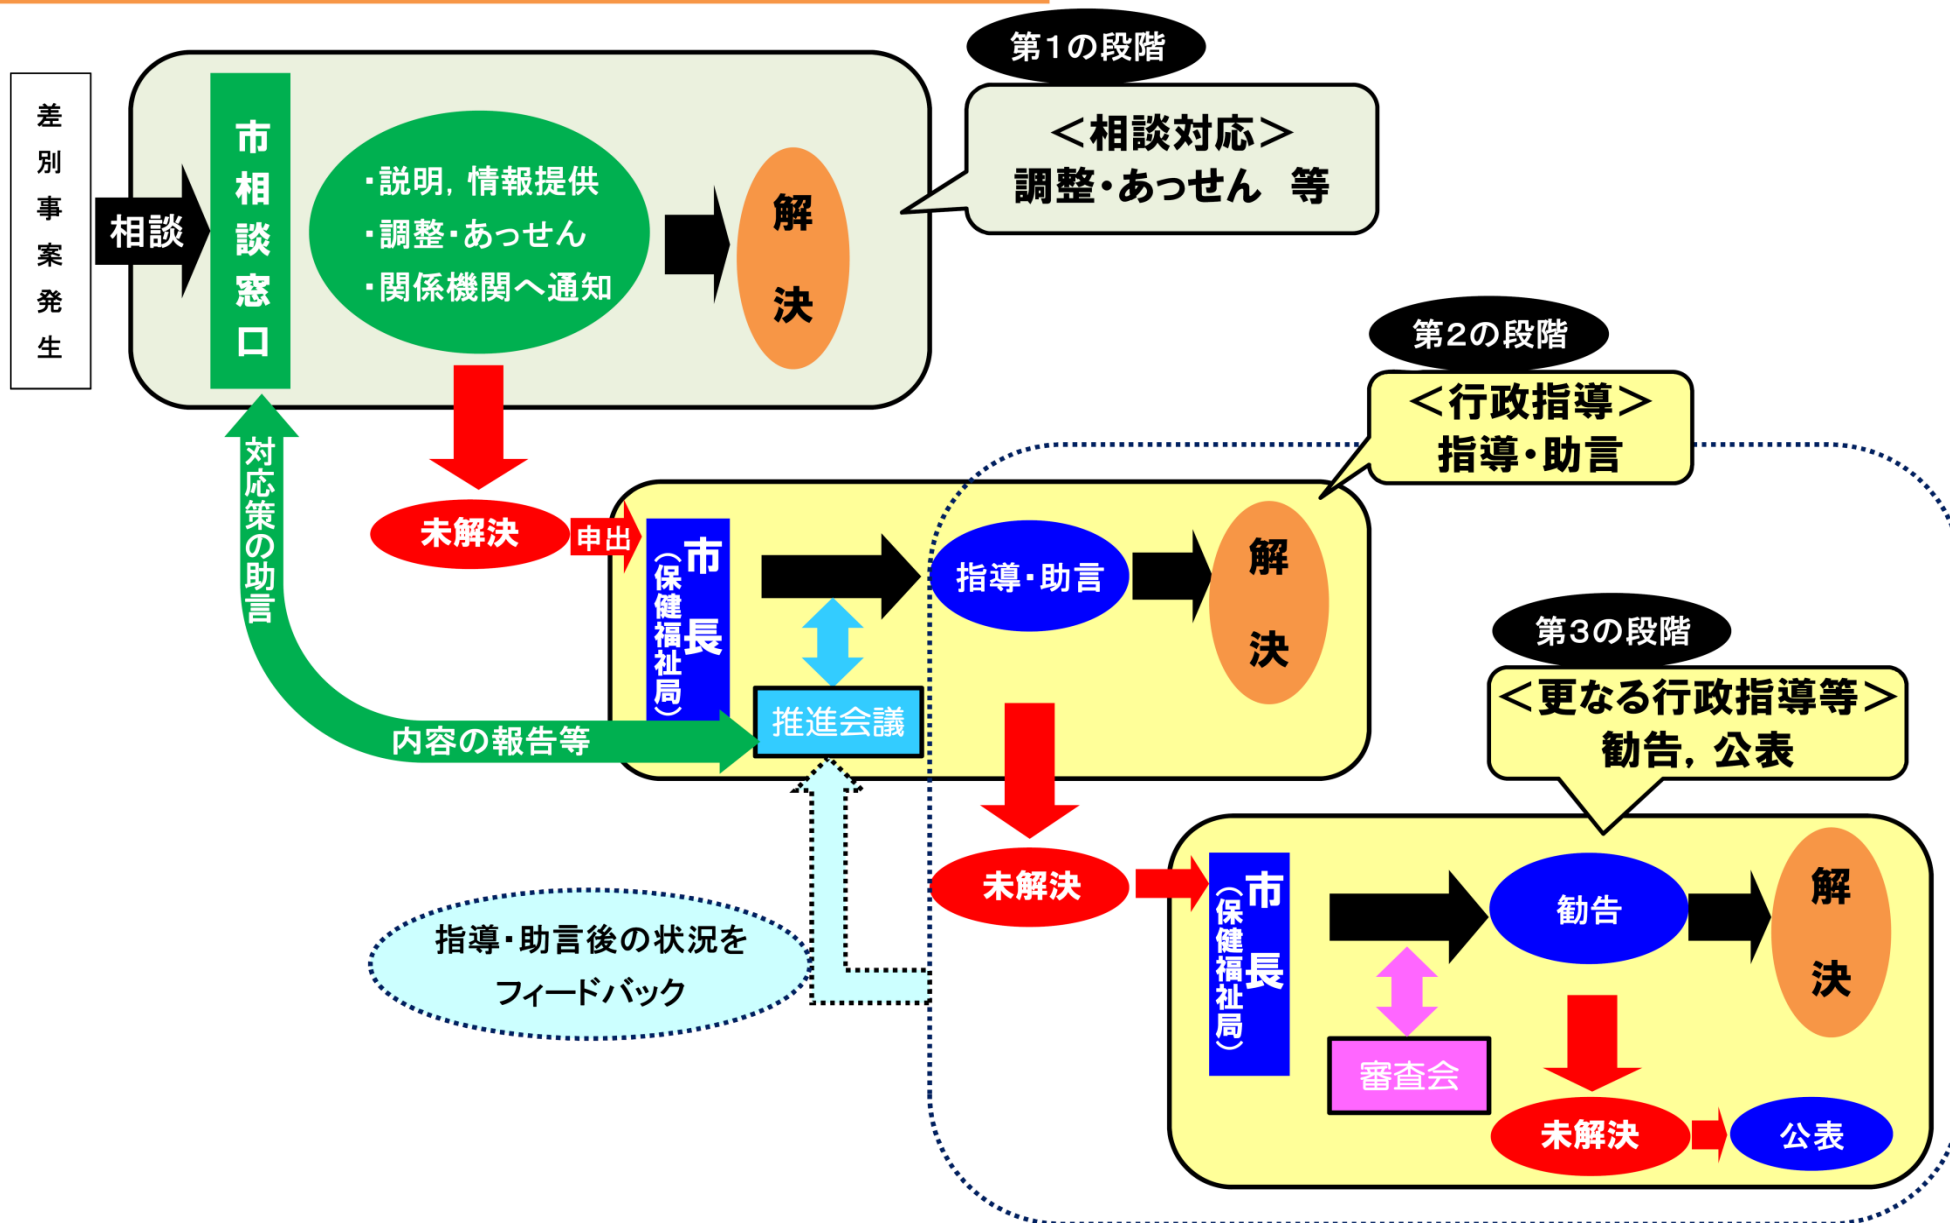 差別事案発生
相談
市相談窓口
・説明，情報提供
・調整・あっせん
・関係機関へ通知
解決
第1の段階
＜相談対応＞
調整・あっせん　等
対応策の助言
内容の報告等
未解決
申出
第2の段階
＜行政指導＞
指導・助言
市長
（保健福祉局）
推進会議
指導・助言
解決
指導・助言後の状況を
フィードバック
未解決
第3の段階
＜更なる行政指導等＞
勧告，公表
市長
（保健福祉局）
審査会
勧告
解決
未解決
公表